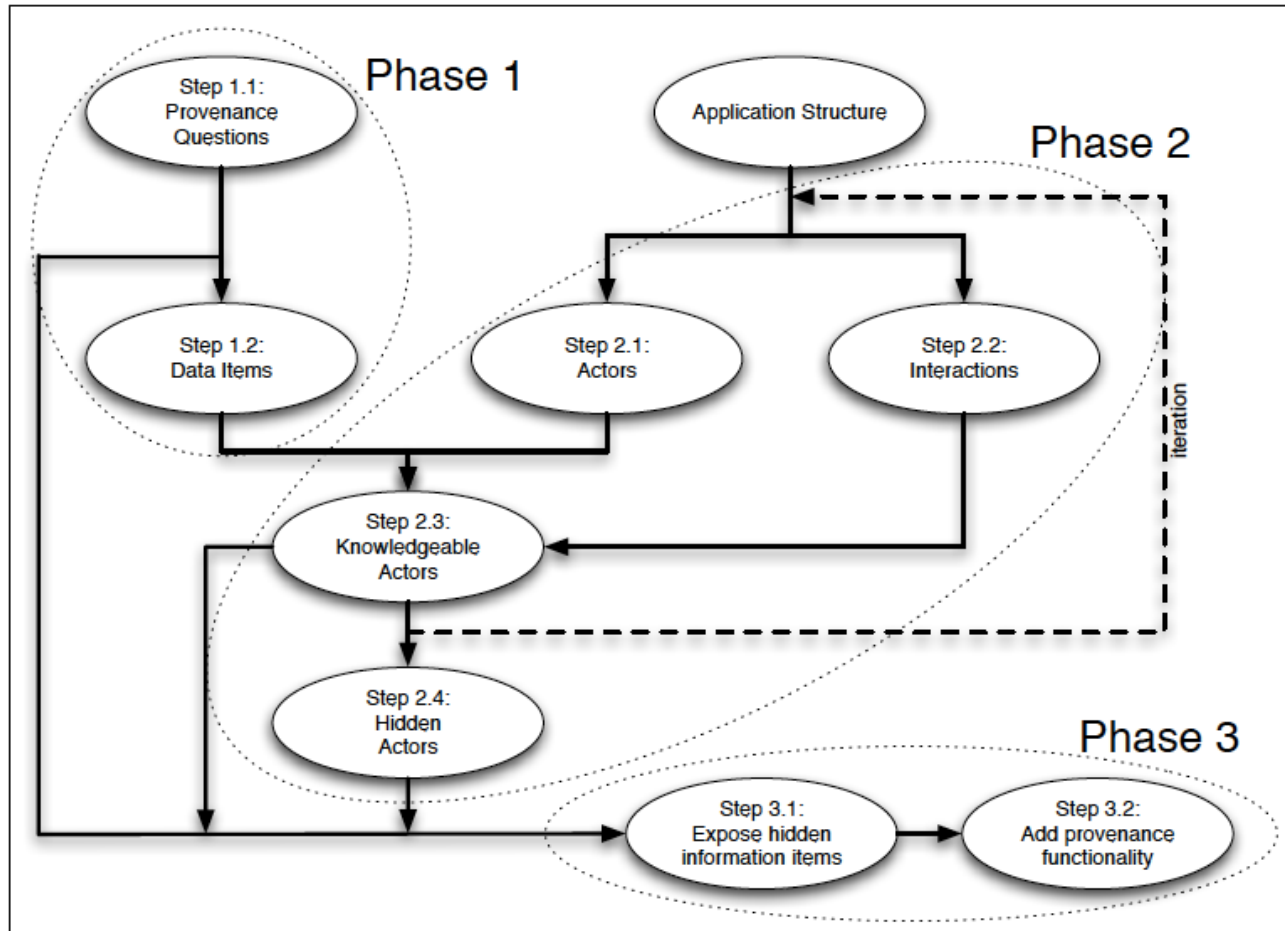 Step 1.1:
Provenance
Questions
Phase 1
Application Structure
Phase 2
Step 1.2:
Data Items
Step 2.1:
Actors
Step 2.2:
Interactions
iteration
Step 2.3:
Knowledgeable
Actors
Step 2.4:
Hidden
Actors
Phase 3
Step 3.1:
Expose hidden
information items
Step 3.2:
Add provenance
functionality